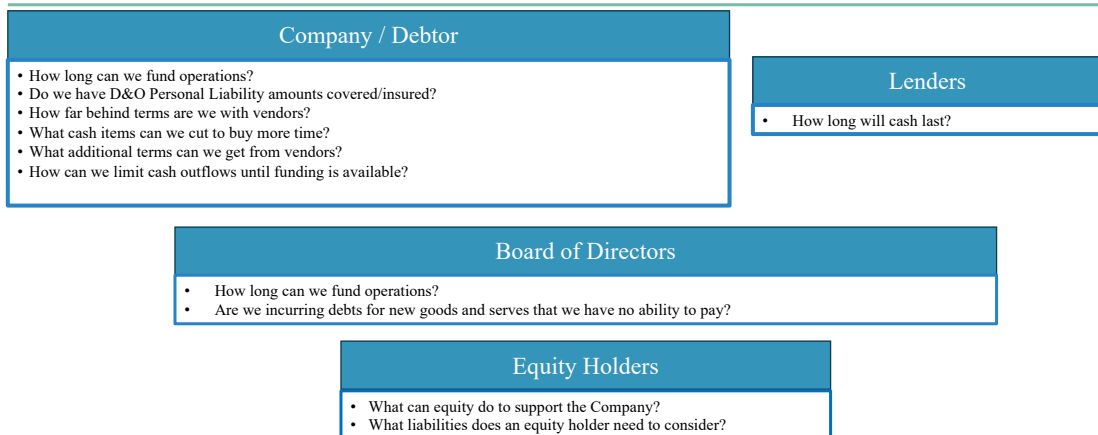 Company / Debtor
• How long can we fund operations?
• Do we have D&O Personal Liability amounts covered/insured?
• How far behind terms are we with vendors?
• What cash items can we cut to buy more time?
• What additional terms can we get from vendors?
• How can we limit cash outflows until funding is available?
Lenders
• How long will cash last?
Board of Directors
• How long can we fund operations?
• Are we incurring debts for new goods and serves that we have no ability to pay?
Equity Holders
• What can equity do to support the Company?
• What liabilities does an equity holder need to consider?